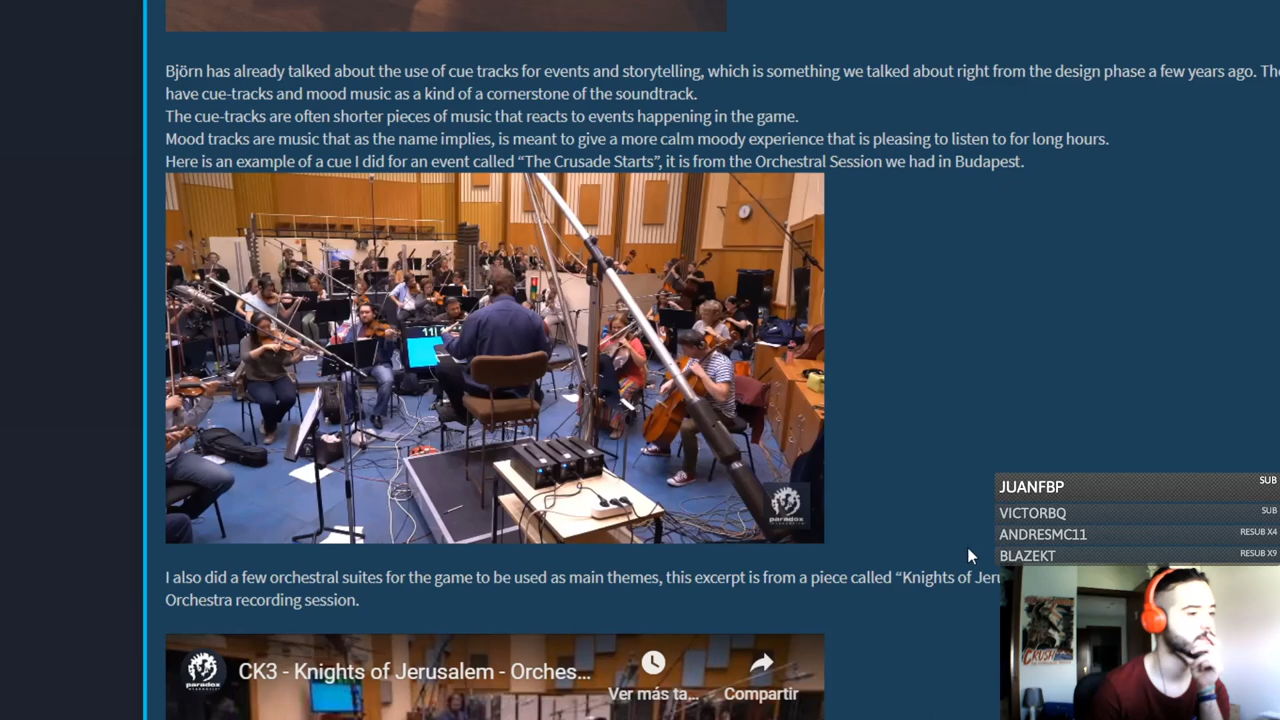 Björn has already talked about the use of cue tracks for events and storytelling, which is something we talked about right from the design phase a few years ago. The
have cue-tracks and mood music as a kind of a cornerstone of the soundtrack.
The cue-tracks are often shorter pieces of music that reacts to events happening in the game.
Mood tracks are music that as the name implies, is meant to give a more calm moody experience that is pleasing to listen to for long hours.
Here is an example of a cue I did for an event called “The Crusade Starts”, it is from the Orchestral Session we had in Budapest.
11|
paradox
JUANFBP SUB
VICTORBQ SUB
ANDRESMC11 RESUB X4
BLAZEKT RESUB X9
I also did a few orchestral suites for the game to be used as main themes, this excerpt is from a piece called “Knights of Jeru
Orchestra recording session.
CRUSH
paradox
CK3 - Knights of Jerusalem - Orches...
Ver más ta... Compartir